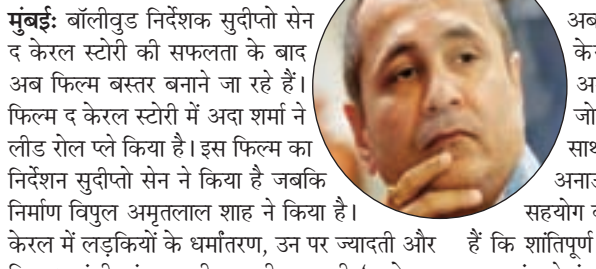 मुंबईः बॉलीवुड निर्देशक सुदीप्तो सेन
द केरल स्टोरी की सफलता के बाद
अब फिल्म बस्तर बनाने जा रहे हैं।
फिल्म द केरल स्टोरी में अदा शर्मा ने
लीड रोल प्ले किया है। इस फिल्म का
निर्देशन सुदीप्तो सेन ने किया है जबकि
निर्माण विपुल अमृतलाल शाह ने किया है।
केरल में लड़कियों के धर्मांतरण, उन पर ज्यादती और
अब
जो
सहयोग
हैं कि शांतिपूर्ण